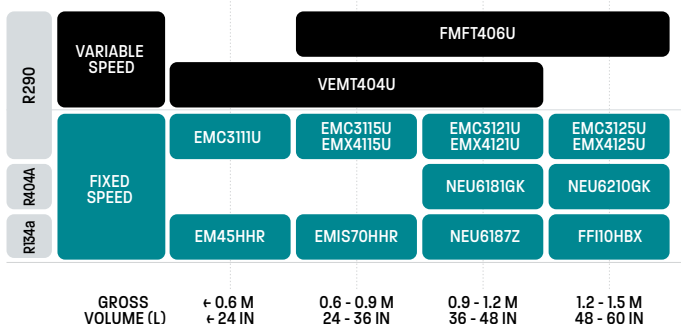 R290
VARIABLE
SPEED
FMFT406U
VEMT404U
FIXED
SPEED
EMC3111U
EMC3115U
EMX4115U
EMC3121U
EMX4121U
EMC3125U
EMX4125U
R404A
NEU6181GK
NEU6210GK
R134a
EM45HHR
EMIS70HHR
NEU6187Z
FFI10HBX
GROSS
VOLUME (L)
< 0.6 M
< 24 IN
0.6 - 0.9 M
24 - 36 IN
0.9 - 1.2 M
36 - 48 IN
1.2 - 1.5 M
48 - 60 IN